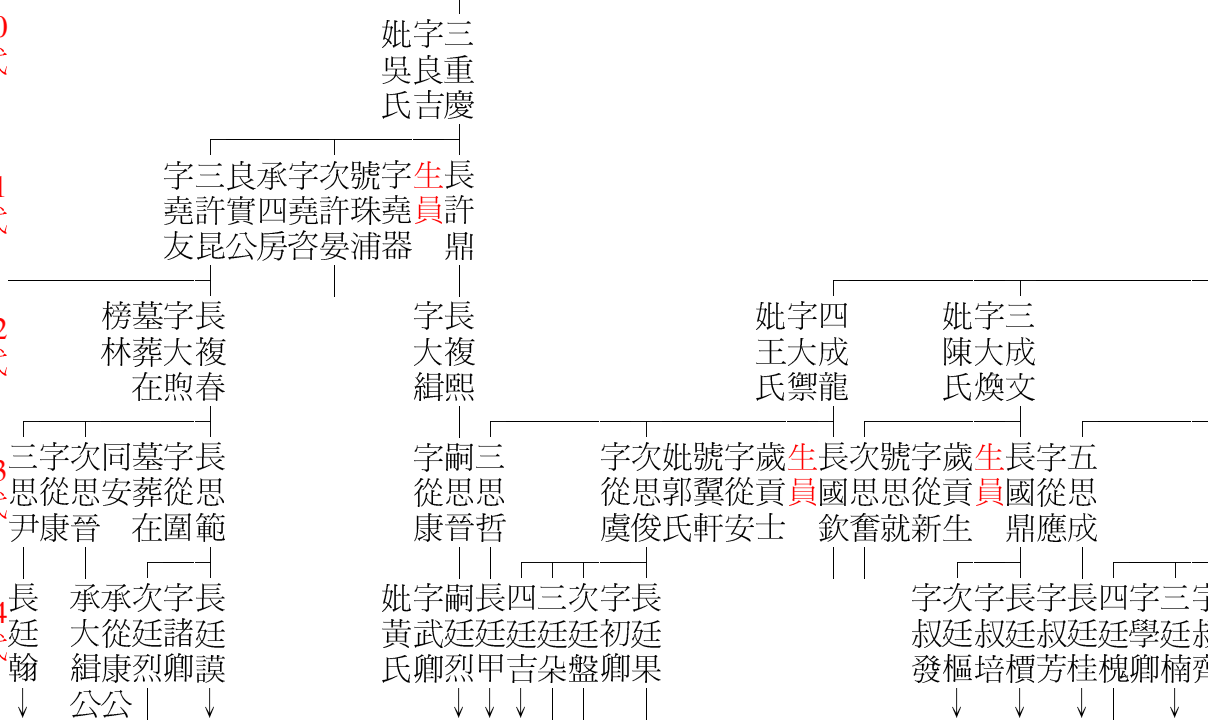 三重慶
字良吉
妣吳氏
長許鼎
生員
字堯器
號珠浦
次許晏
字堯咨
承四房
良實公
三許昆
字堯友
三成文
字大煥
妣陳氏
四成龍
字大禦
妣王氏
長複熙
字大緝
長複春
字大煦
墓葬在
榜林
五思成
字從應
長國鼎
生員
歲貢生
字從新
號思就
次思奮
長國欽
生員
歲貢士
字從安
號翼軒
妣郭氏
次思俊
字從虞
三思哲
嗣思晉
字從康
長思範
字從圍
墓葬在
同安
次思晉
字從康
三思尹
三廷楠
字學卿
四廷槐
長廷桂
字叔芳
長廷櫝
字叔培
次廷樞
字叔發
長廷果
字初卿
次廷盤
三廷朵
四廷吉
長廷甲
嗣廷烈
字武卿
妣黃氏
長廷謨
字諸卿
次廷烈
承從康公
承大緝公
長廷翰